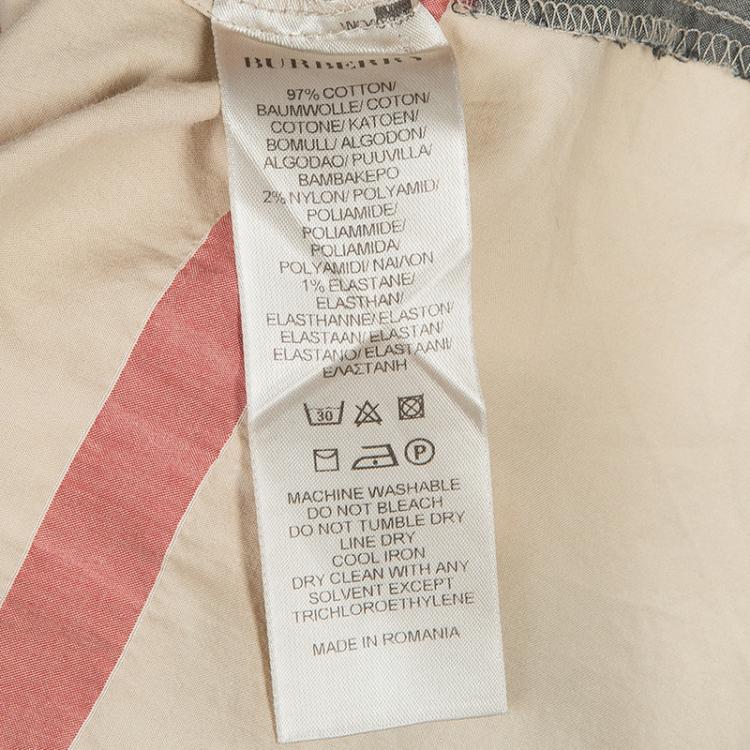 BURBERRY
97% COTTON/
BAUMWOLLE/ COTON/
COTONE/ KATOEN/
BOMULL/ ALGODON/
ALGODAO/ PUUVILLA/
BAMBAKEPO
2% NYLON/ POLYAMID/
POLIAMIDE/
POLIAMMIDE/
POLIAMIDA/
POLYAMIDI/ NAIΛON
1% ELASTANE/
ELASTHAN/
ELASTHANNE/ ELASTON/
ELASTAAN/ ELASTAN/
ELASTANO/ ELASTAANI/
ΕΛΑΣΤΑΝΗ
30
P
MACHINE WASHABLE
DO NOT BLEACH
DO NOT TUMBLE DRY
LINE DRY
COOL IRON
DRY CLEAN WITH ANY
SOLVENT EXCEPT
TRICHLOROETHYLENE
MADE IN ROMANIA